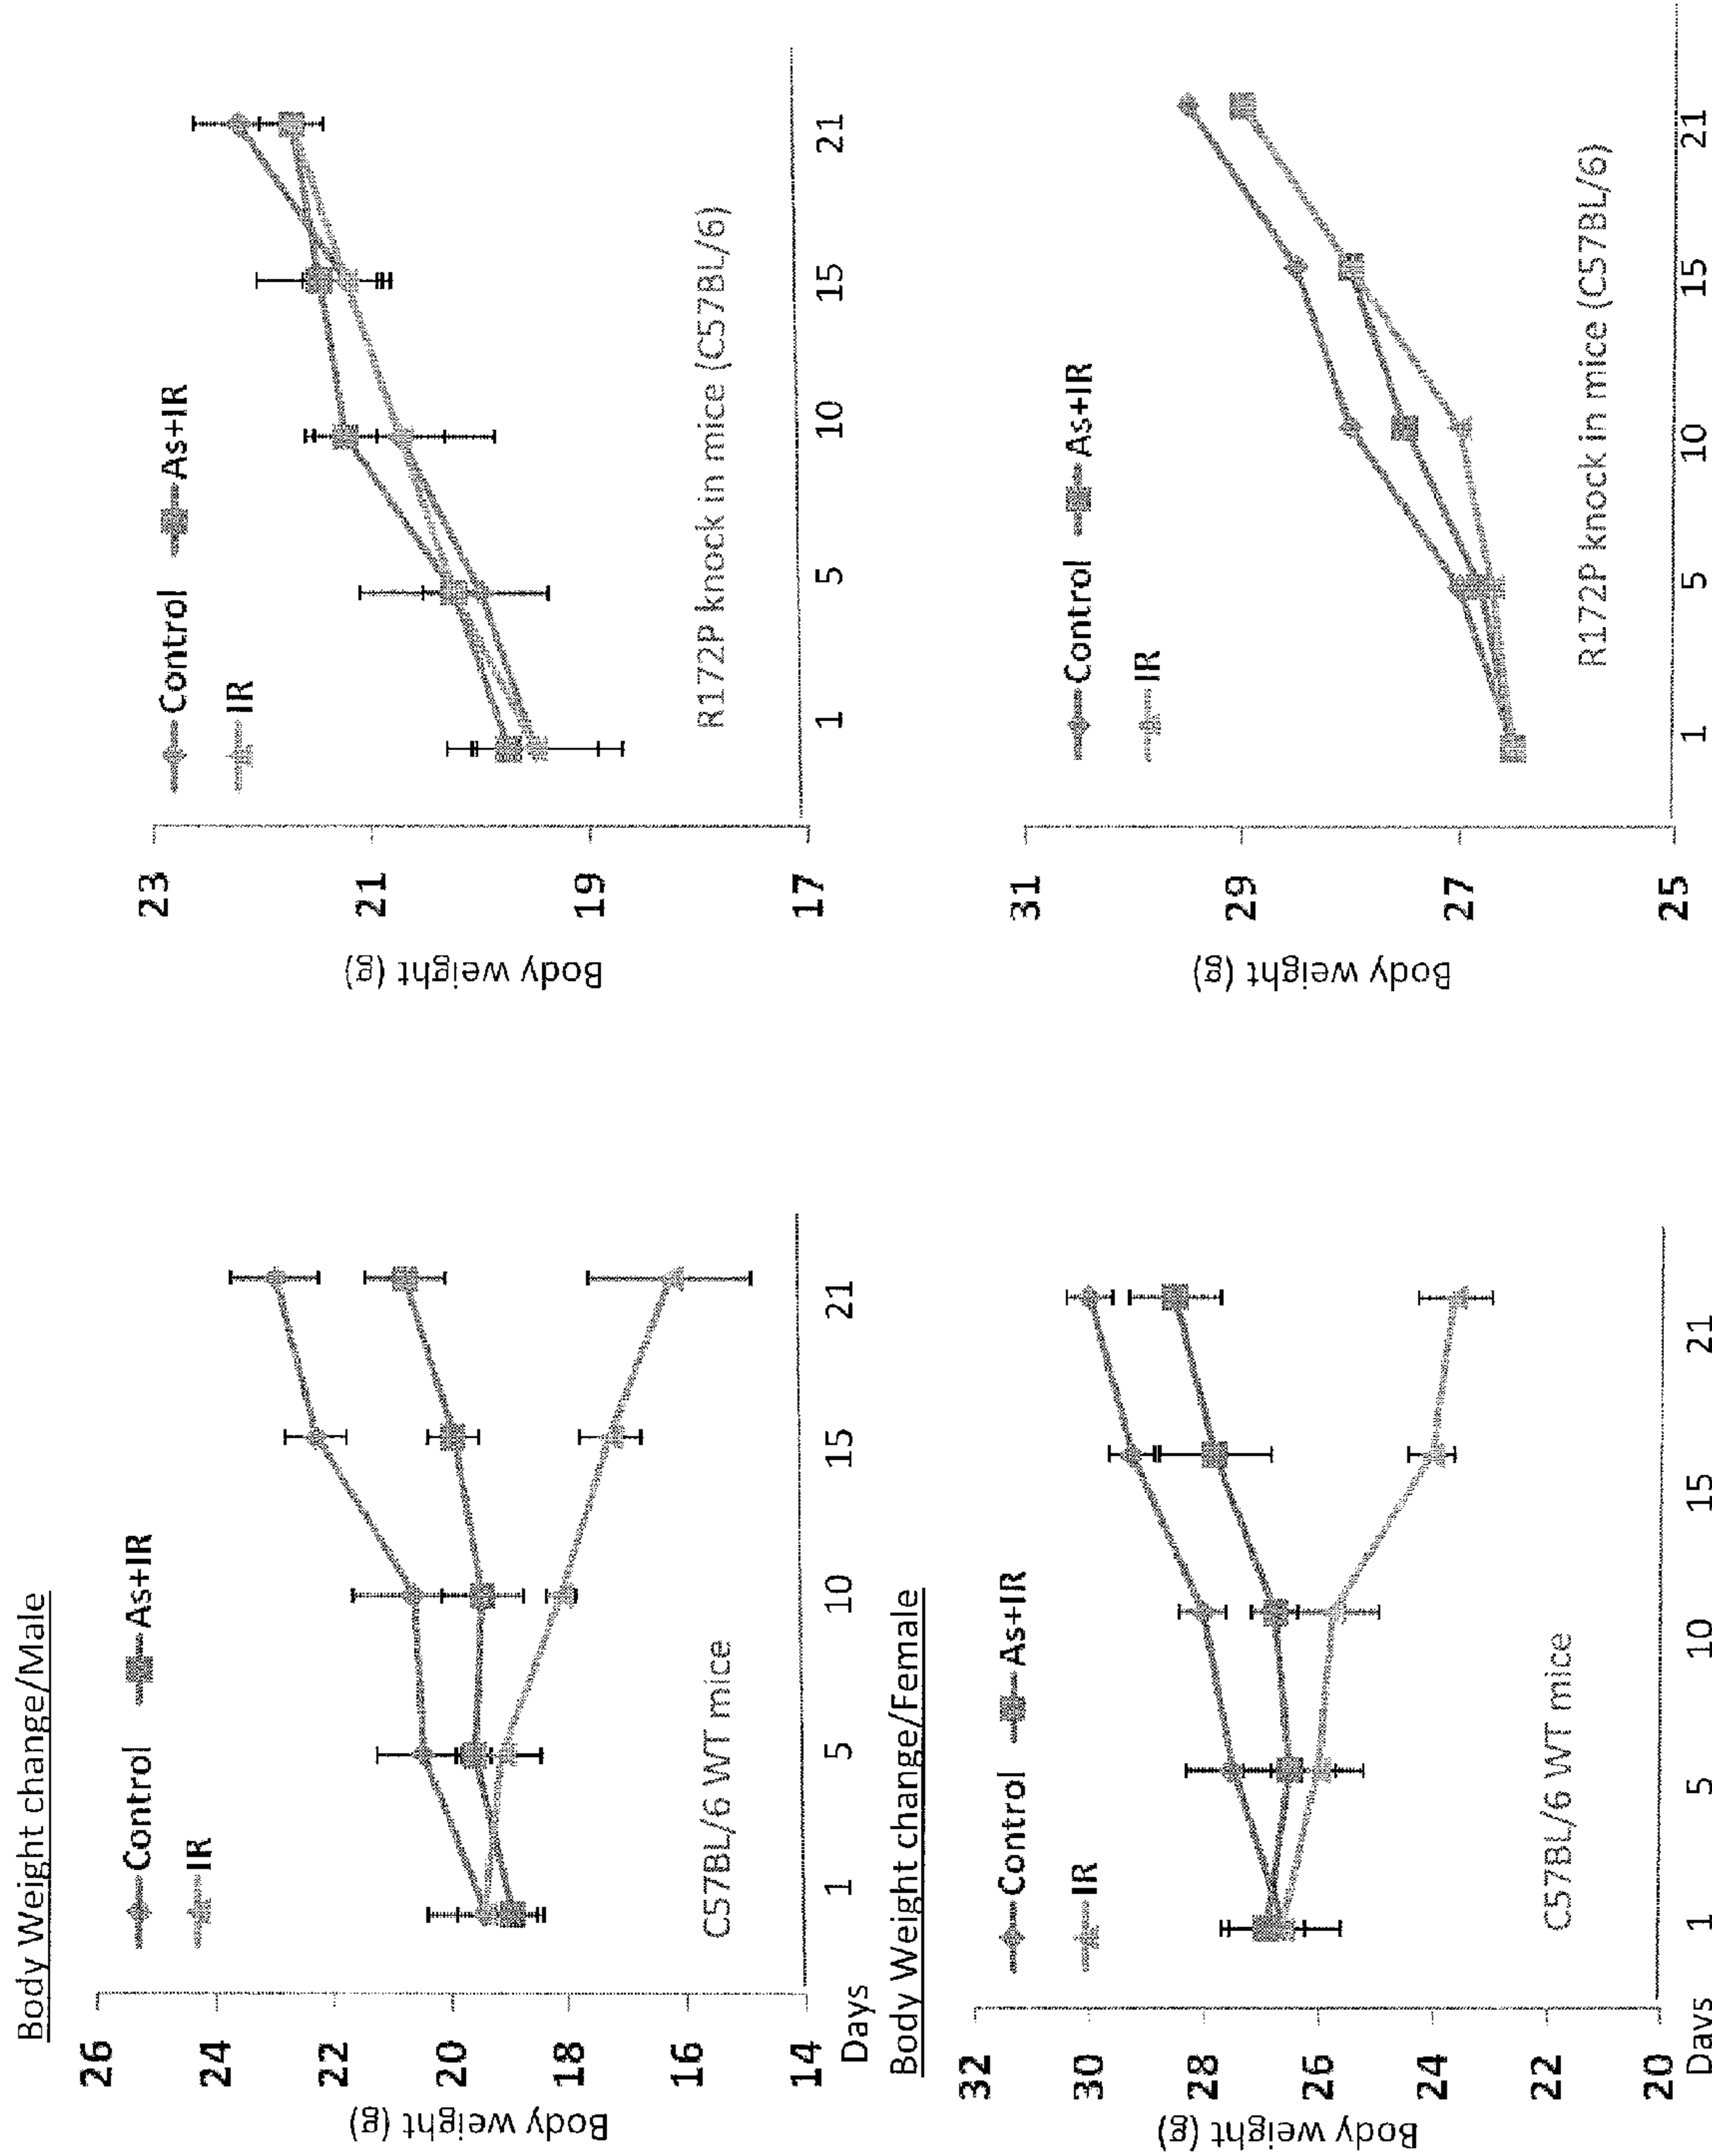 Body Weight change/Male
Control As+IR
IR
26
24
22
20
18
16
14
Body weight (g)
C57BL/6 WT mice
Days 1 5 10 15 21
Control As+IR
IR
23
21
19
17
Body weight (g)
R172P knock in mice (C57BL/6)
1 5 10 15 21
Body Weight change/Female
Control As+IR
IR
32
30
28
26
24
22
20
Body weight (g)
C57BL/6 WT mice
Days 1 5 10 15 21
Control As+IR
IR
31
29
27
25
Body weight (g)
R172P knock in mice (C57BL/6)
1 5 10 15 21